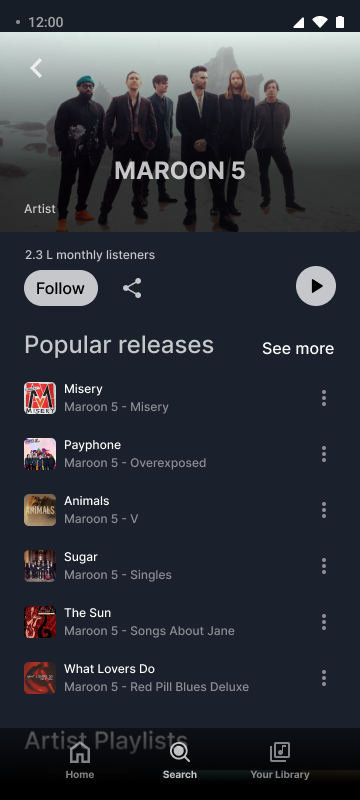 12:00
MAROON 5
Artist
2.3 L monthly listeners
Follow
Popular releases
See more
MISERY
Misery
Maroon 5 - Misery
Payphone
Maroon 5 - Overexposed
ANIMALS
Animals
Maroon 5 - V
Sugar
Maroon 5 - Singles
The Sun
Maroon 5 - Songs About Jane
What Lovers Do
Maroon 5 - Red Pill Blues Deluxe
Artist Playlists
Home
Search
Your Library